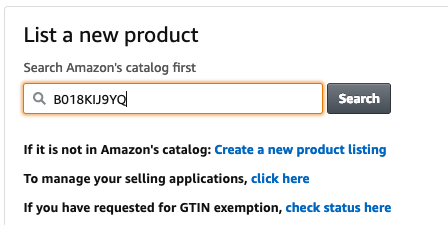 List a new product
Search Amazon's catalog first
B018KIJ9YQ
Search
If it is not in Amazon's catalog: Create a new product listing
To manage your selling applications, click here
If you have requested for GTIN exemption, check status here